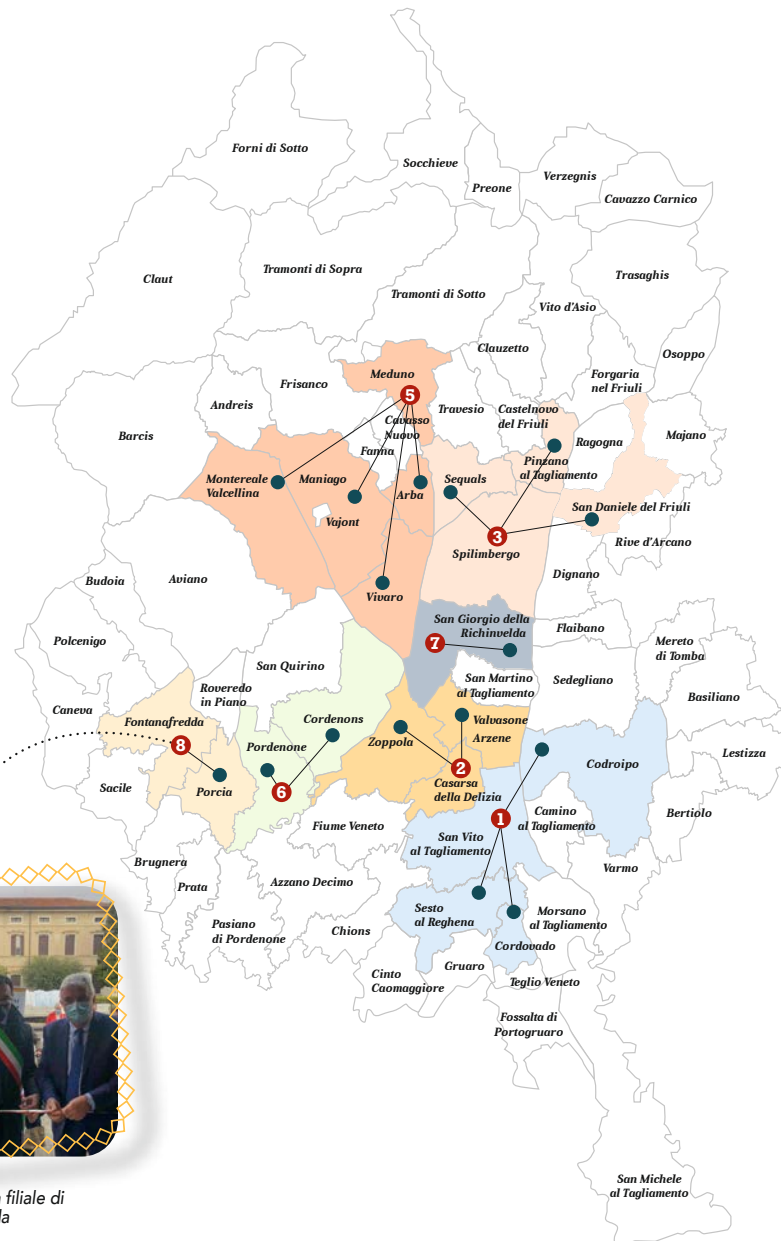 Forni di Sotto
Socchieve
Preone
Verzegnis
Cavazzo Carnico
Claut
Tramonti di Sopra
Tramonti di Sotto
Trasaghis
Vito d'Asio
Clauzetto
Osoppo
Forgaria
nel Friuli
Meduno
Frisanco
Andreis
5
Barcis
Cavasso
Nuovo
Travesio
Castelnovo
del Friuli
Ragogna
Majano
Fanna
Pinzano
al Tagliamento
Montereale
Valcellina
Maniago
Arba
Sequals
San Daniele del Friuli
Vajont
3
Spilimbergo
Rive d'Arcano
Aviano
Budoia
Dignano
Vivaro
Polcenigo
San Giorgio della
Richinvelda
7
Flaibano
Mereto
di Tomba
San Quirino
San Martino
al Tagliamento
Sedegliano
Roveredo
in Piano
Basiliano
Caneva
Fontanafredda
Cordenons
Valvasone
Arzene
8
Pordenone
Zoppola
Lestizza
Codroipo
2
Sacile
Porcia
6
Casarsa
della Delizia
Bertiolo
1
Camino
al Tagliamento
Fiume Veneto
San Vito
al Tagliamento
Brugnera
Varmo
Prata
Azzano Decimo
Sesto
al Reghena
Morsano
al Tagliamento
Pasiano
di Pordenone
Chions
Cordovado
Gruaro
Cinto
Caomaggiore
Teglio Veneto
Fossalta di
Portogruaro
San Michele
al Tagliamento
filiale di